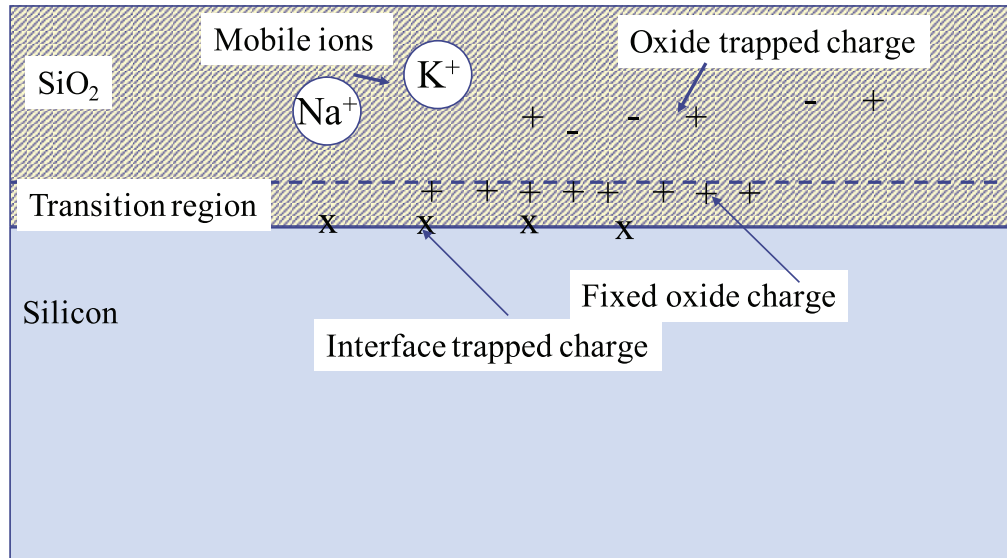 Mobile ions
Oxide trapped charge
SiO₂
K⁺
Na⁺
+ - - + - +
Transition region
+ + + + + + + +
x x x x
Fixed oxide charge
Silicon
Interface trapped charge